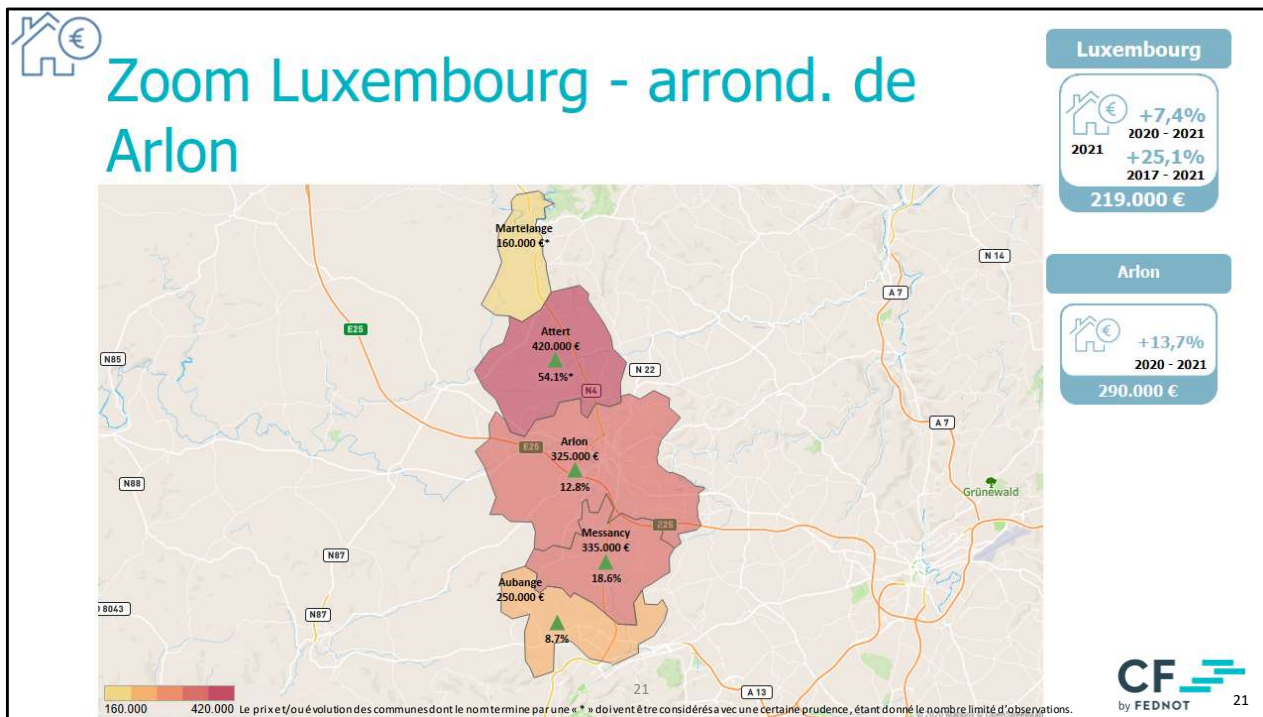 Zoom Luxembourg - arrond. de
Arlon
Luxembourg
+7,4%
2020 - 2021
2021
+25,1%
2017 - 2021
219.000 €
Arlon
+13,7%
2020 - 2021
290.000 €
Martelange
160.000 €*
N 14
A 7
Attert
420.000 €
54.1%*
E25
N85
N 22
N4
A 7
Arlon
325.000 €
12.8%
E25
N88
Grünewald
E25
Messancy
335.000 €
18.6%
N87
Aubange
250.000 €
8.7%
8043
N87
21
A 13
160.000 420.000
Le prix et/ou évolution des communes dont le nom termine par une « * » doivent être considérés avec une certaine prudence, étant donné le nombre limité d'observations.
CF
by FEDNOT
21